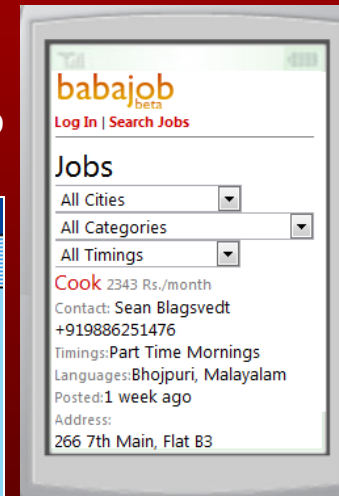 babajob
beta
Log In | Search Jobs
Jobs
All Cities
All Categories
All Timings
Cook 2343 Rs./month
Contact: Sean Blagsvedt
+919886251476
Timings:Part Time Mornings
Languages:Bhojpuri, Malayalam
Posted:1 week ago
Address:
266 7th Main, Flat B3